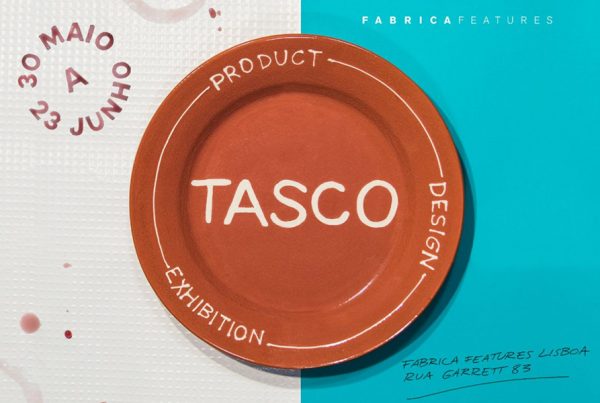 30 MAIO
A
23 JUNHO
FABRICAFEATURES
PRODUCT
DESIGN
EXHIBITION
TASCO
FABRICA FEATURES LISBOA
RUA GARRETT 83